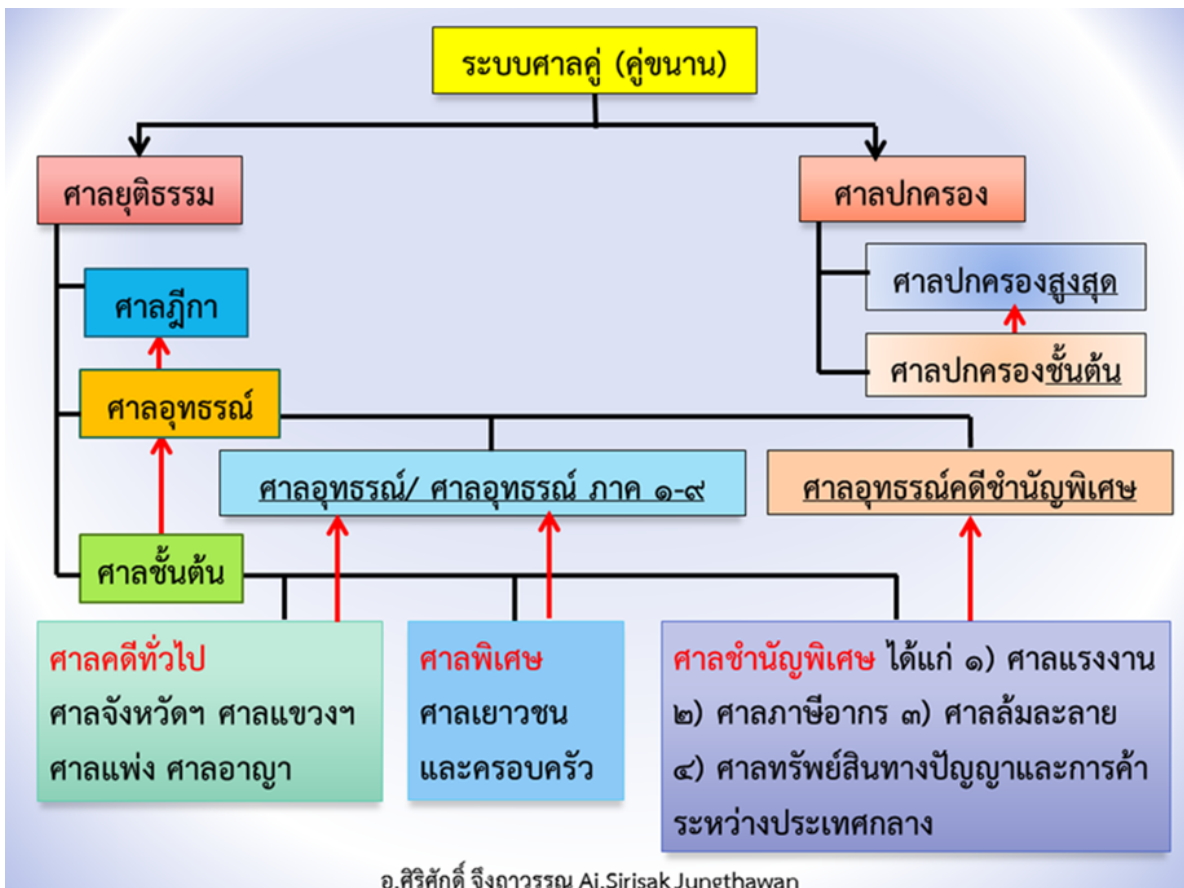 ระบบศาลคู่ (คู่ขนาน)
ศาลยุติธรรม
ศาลปกครอง
ศาลฎีกา
ศาลปกครองสูงสุด
ศาลปกครองชั้นต้น
ศาลอุทธรณ์
ศาลอุทธรณ์/ ศาลอุทธรณ์ ภาค ๑-๙
ศาลอุทธรณ์คดีชำนัญพิเศษ
ศาลชั้นต้น
ศาลคดีทั่วไป
ศาลจังหวัดฯ ศาลแขวงฯ
ศาลแพ่ง ศาลอาญา
ศาลพิเศษ
ศาลเยาวชน
และครอบครัว
ศาลชำนัญพิเศษ ได้แก่ ๑) ศาลแรงงาน
๒) ศาลภาษีอากร ๓) ศาลล้มละลาย
๔) ศาลทรัพย์สินทางปัญญาและการค้า
ระหว่างประเทศกลาง
อ.ศิริศักดิ์ จึงถาวรรณ Aj.Sirisak Jungthawan